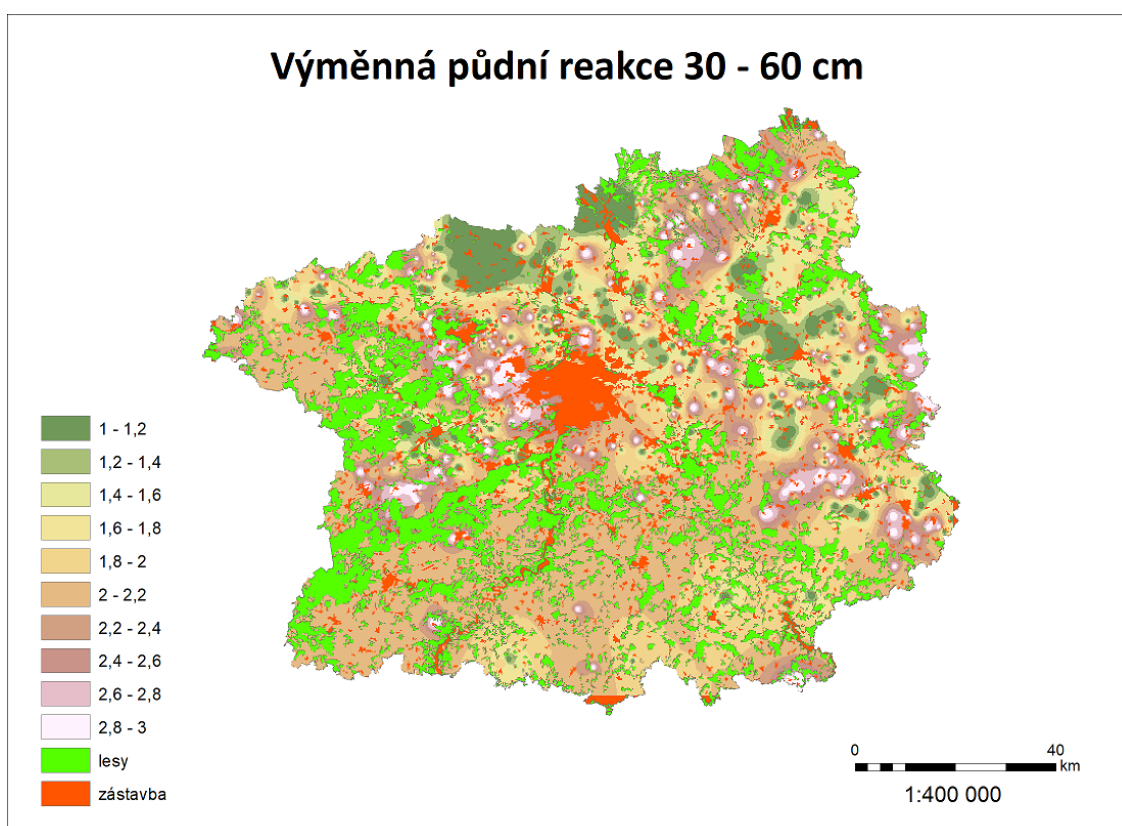 Výměnná půdní reakce 30 - 60 cm
1 - 1,2
1,2 - 1,4
1,4 - 1,6
1,6 - 1,8
1,8 - 2
2 - 2,2
2,2 - 2,4
2,4 - 2,6
2,6 - 2,8
2,8 - 3
lesy
zástavba
0 40
km
1:400 000